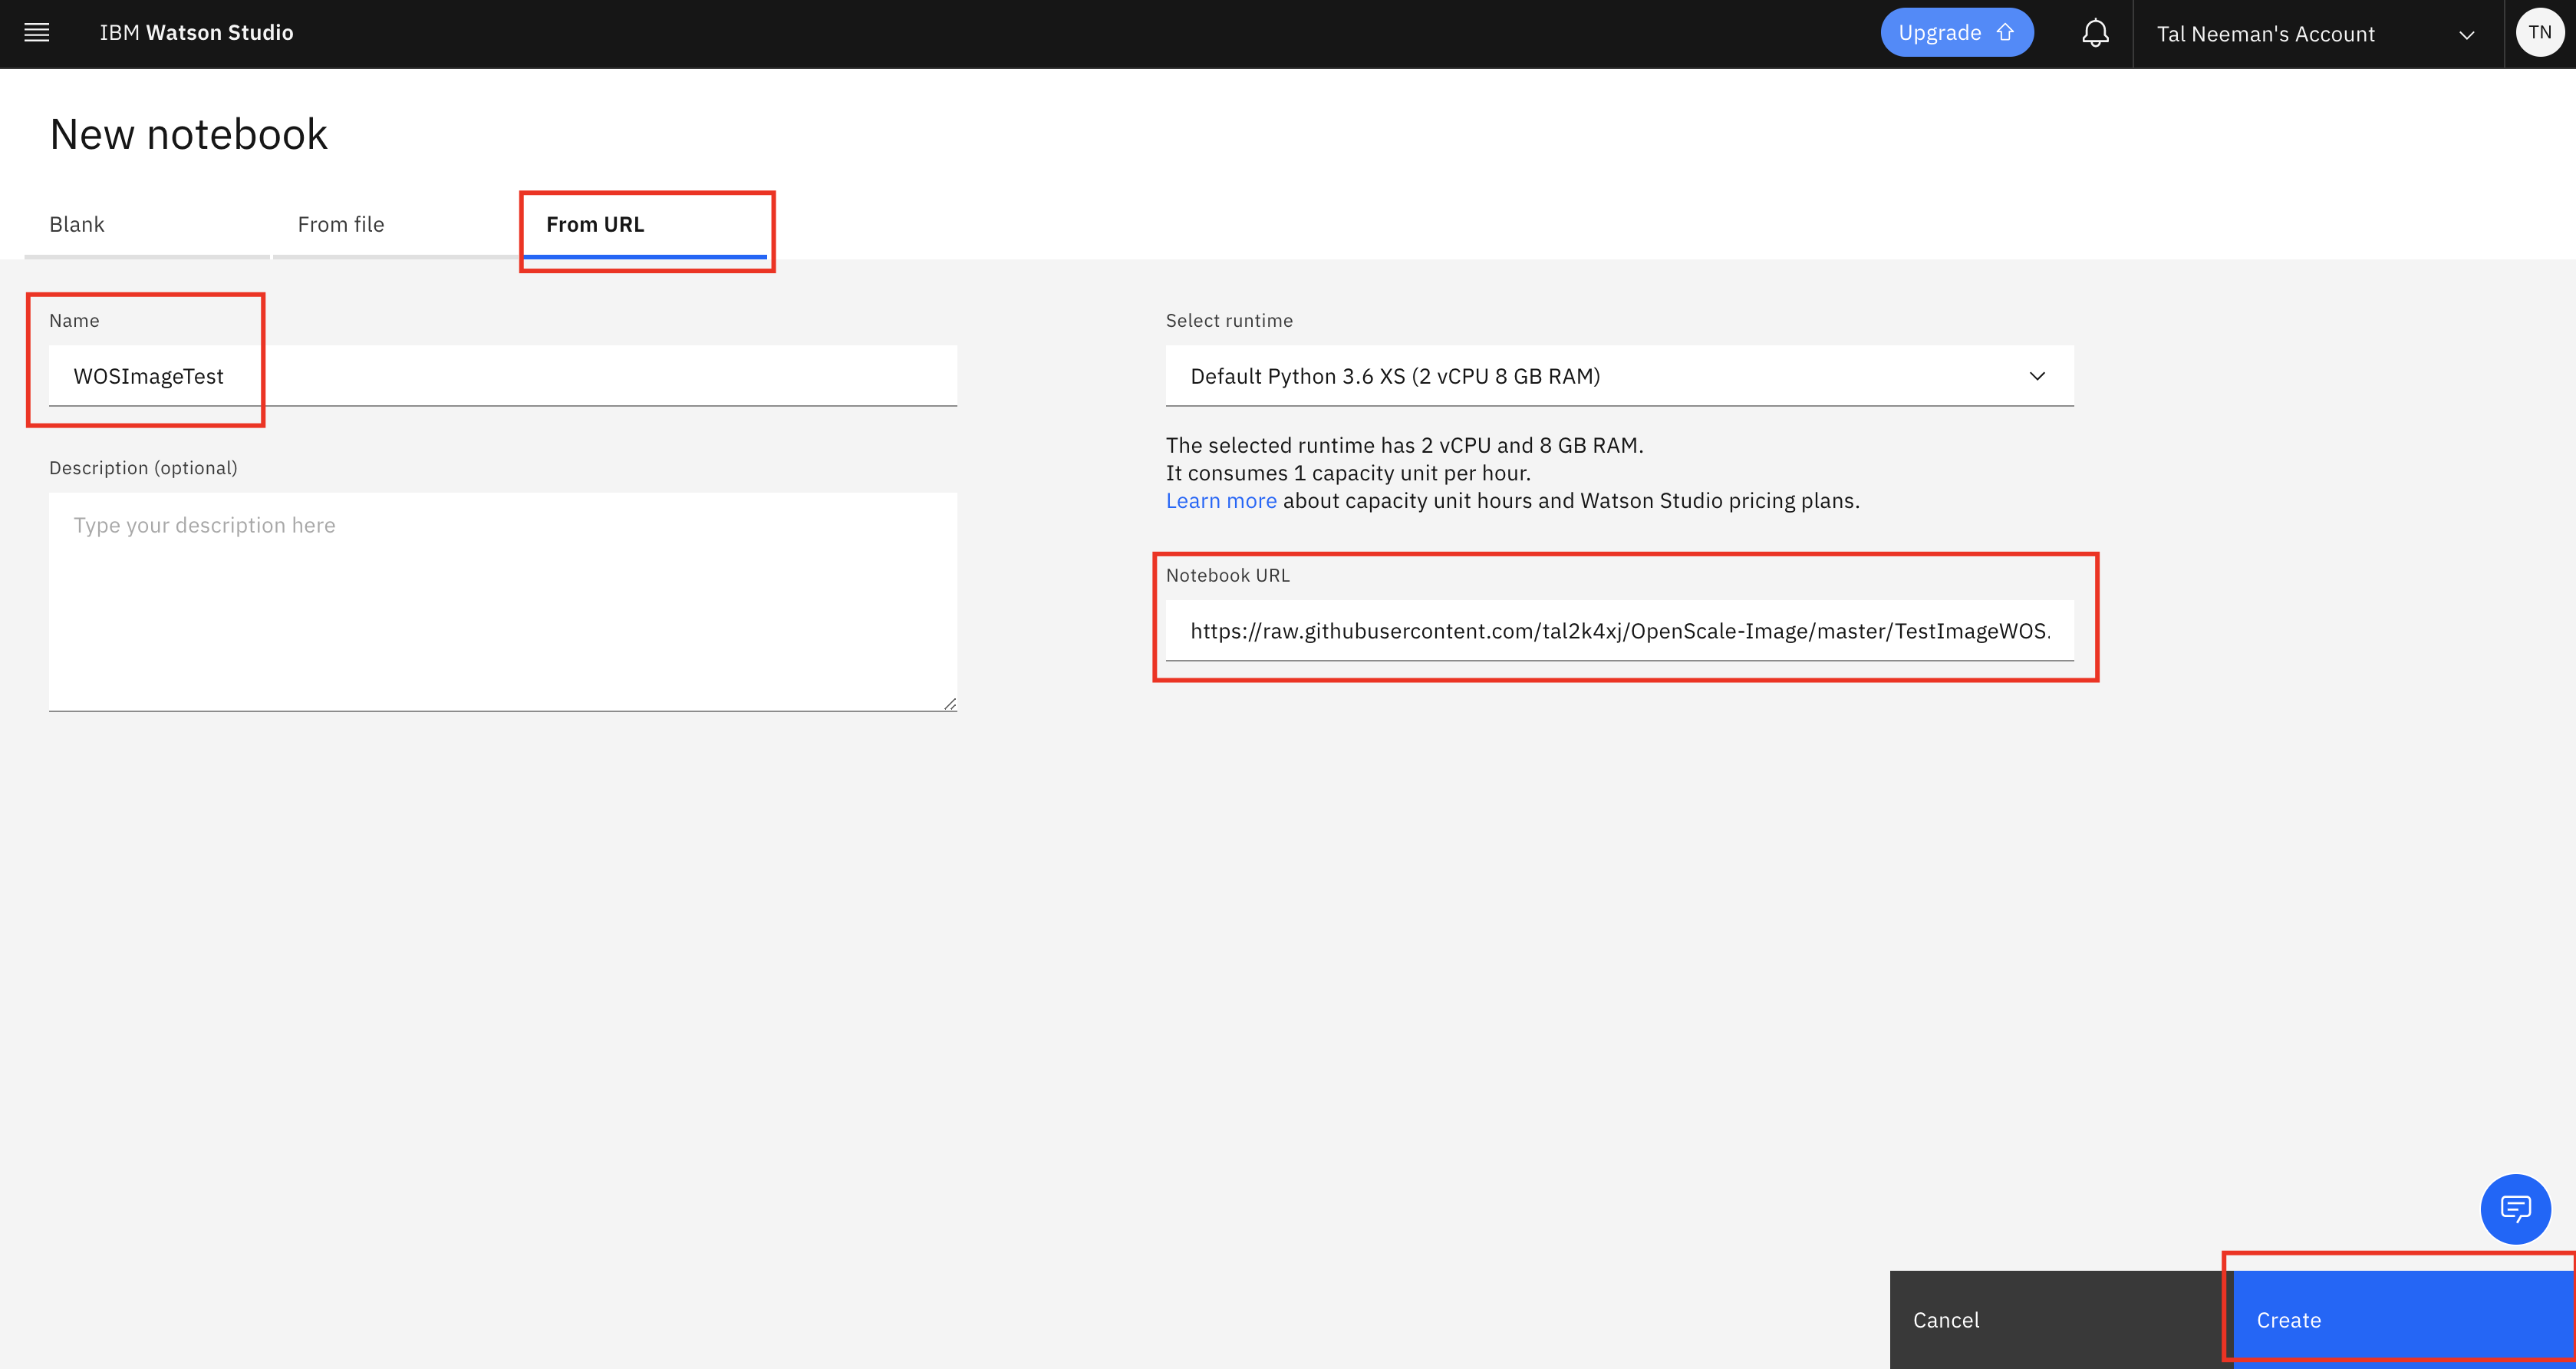 IBM Watson Studio
Upgrade
Tal Neeman's Account
TN
New notebook
Blank
From file
From URL
Name
WOSImageTest
Description (optional)
Type your description here
Select runtime
Default Python 3.6 XS (2 vCPU 8 GB RAM)
The selected runtime has 2 vCPU and 8 GB RAM.
It consumes 1 capacity unit per hour.
Learn more about capacity unit hours and Watson Studio pricing plans.
Notebook URL
https://raw.githubusercontent.com/tal2k4xj/OpenScale-Image/master/TestImageWOS.
Cancel
Create